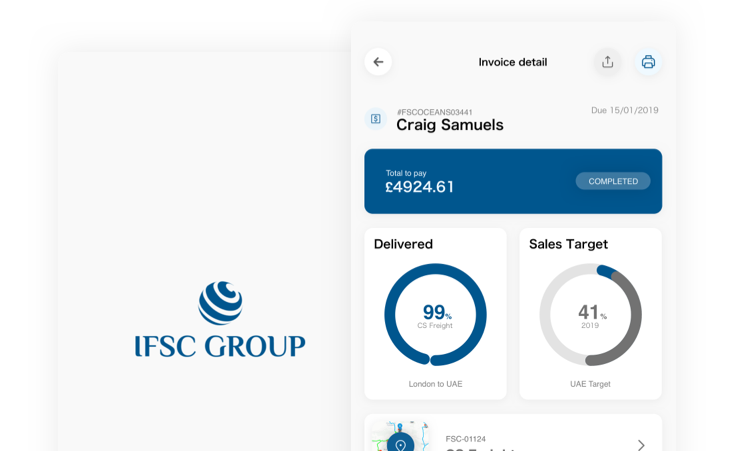 IFSC GROUP
Invoice detail
#FSCOCEANS03441
Craig Samuels
Due 15/01/2019
Total to pay
£4924.61
COMPLETED
Delivered
99%
CS Freight
London to UAE
Sales Target
41%
2019
UAE Target
FSC-01124